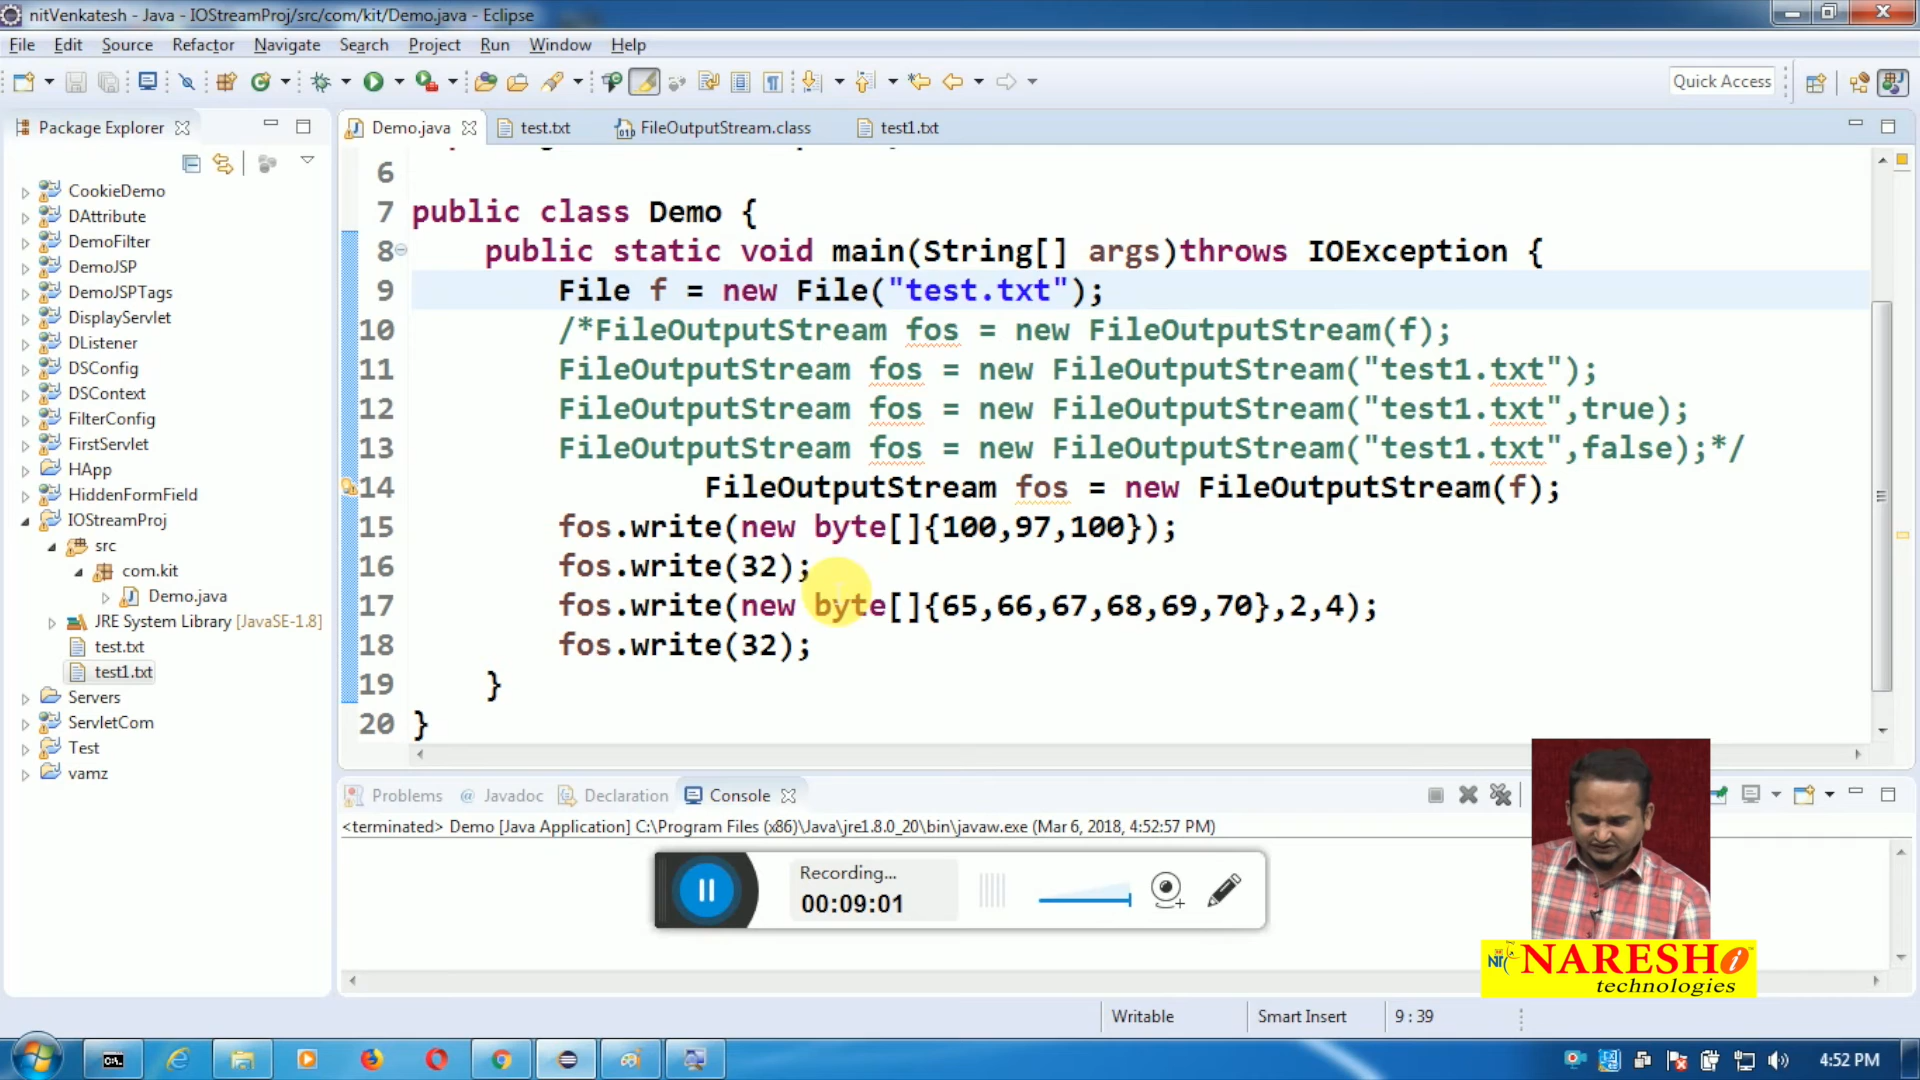 nitVenkatesh - Java - IOStreamProj/src/com/kit/Demo.java - Eclipse
File Edit Source Refactor Navigate Search Project Run Window Help
Quick Access
Package Explorer
Demo.java test.txt FileOutputStream.class test1.txt
CookieDemo
DAttribute
DemoFilter
DemoJSP
DemoJSPTags
DisplayServlet
DListener
DSConfig
DSContext
FilterConfig
FirstServlet
HApp
HiddenFormField
IOStreamProj
src
com.kit
Demo.java
JRE System Library [JavaSE-1.8]
test.txt
test1.txt
Servers
ServletCom
Test
vamz
6
7 public class Demo {
8 public static void main(String[] args)throws IOException {
9 File f = new File("test.txt");
10 /*FileOutputStream fos = new FileOutputStream(f);
11 FileOutputStream fos = new FileOutputStream("test1.txt");
12 FileOutputStream fos = new FileOutputStream("test1.txt",true);
13 FileOutputStream fos = new FileOutputStream("test1.txt",false);*/
14 FileOutputStream fos = new FileOutputStream(f);
15 fos.write(new byte[]{100,97,100});
16 fos.write(32);
17 fos.write(new byte[]{65,66,67,68,69,70},2,4);
18 fos.write(32);
19 }
20 }
Problems @ Javadoc Declaration Console
<terminated> Demo [Java Application] C:\Program Files (x86)\Java\jre1.8.0_20\bin\javaw.exe (Mar 6, 2018, 4:52:57 PM)
Recording...
00:09:01
NARESH i
technologies
Writable Smart Insert 9 : 39
4:52 PM